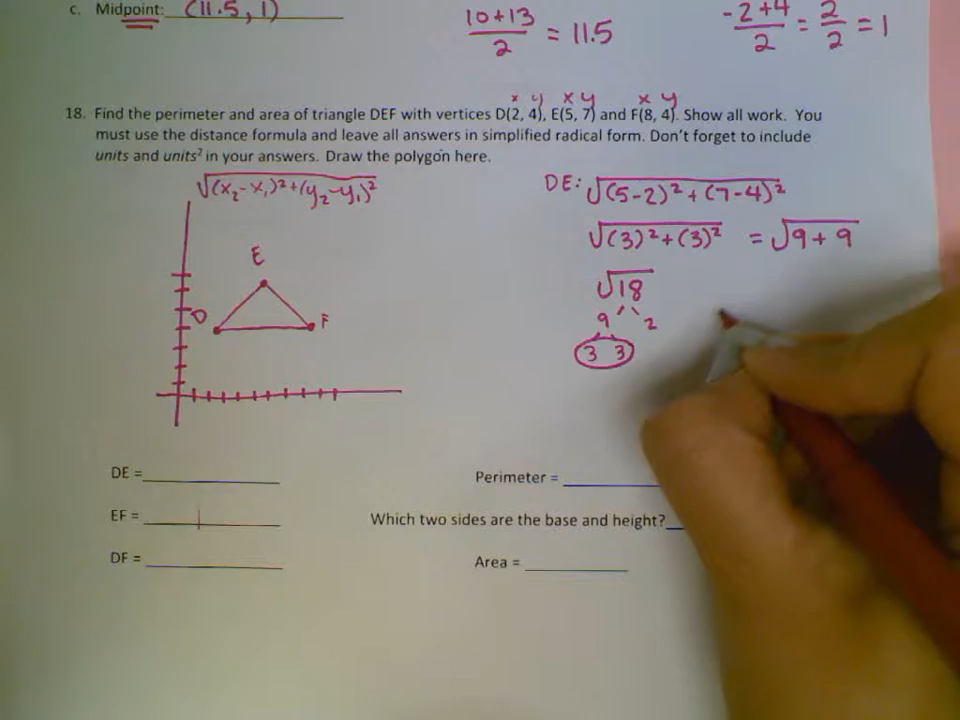 c. Midpoint: (11.5, 1)
10+13 / 2 = 11.5
-2+4 / 2 = 2 / 2 = 1
x y x y x y
18. Find the perimeter and area of triangle DEF with vertices D(2, 4), E(5, 7) and F(8, 4). Show all work. You
must use the distance formula and leave all answers in simplified radical form. Don't forget to include
units and units² in your answers. Draw the polygon here.
√(x₂-x₁)²+(y₂-y₁)²
DE: √(5-2)²+(7-4)²
√(3)²+(3)² = √9+9
E
√18
D F
9 2
3 3
DE =
Perimeter =
EF =
Which two sides are the base and height?
DF =
Area =